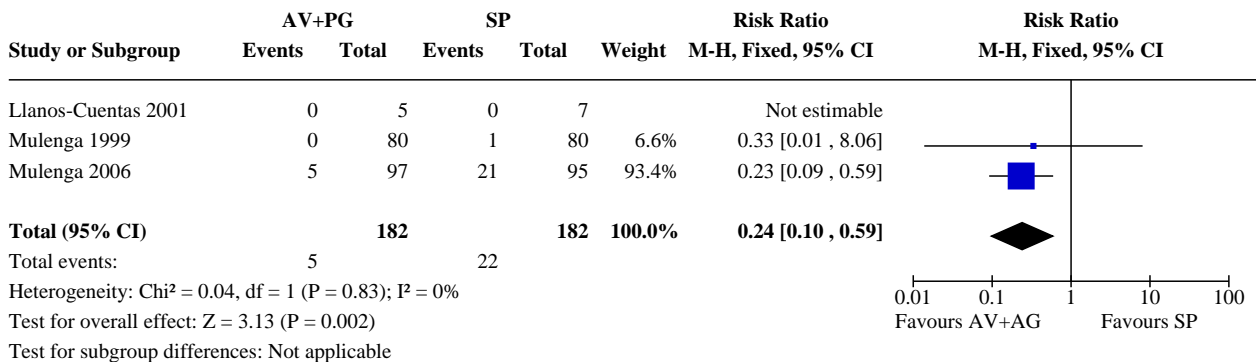 AV+PG SP Risk Ratio Risk Ratio
Study or Subgroup Events Total Events Total Weight M-H, Fixed, 95% CI M-H, Fixed, 95% CI
Llanos-Cuentas 2001 0 5 0 7 Not estimable
Mulenga 1999 0 80 1 80 6.6% 0.33 [0.01 , 8.06]
Mulenga 2006 5 97 21 95 93.4% 0.23 [0.09 , 0.59]
Total (95% CI) 182 182 100.0% 0.24 [0.10 , 0.59]
Total events: 5 22
Heterogeneity: Chi² = 0.04, df = 1 (P = 0.83); I² = 0%
0.01 0.1 1 10 100
Test for overall effect: Z = 3.13 (P = 0.002)
Favours AV+AG Favours SP
Test for subgroup differences: Not applicable